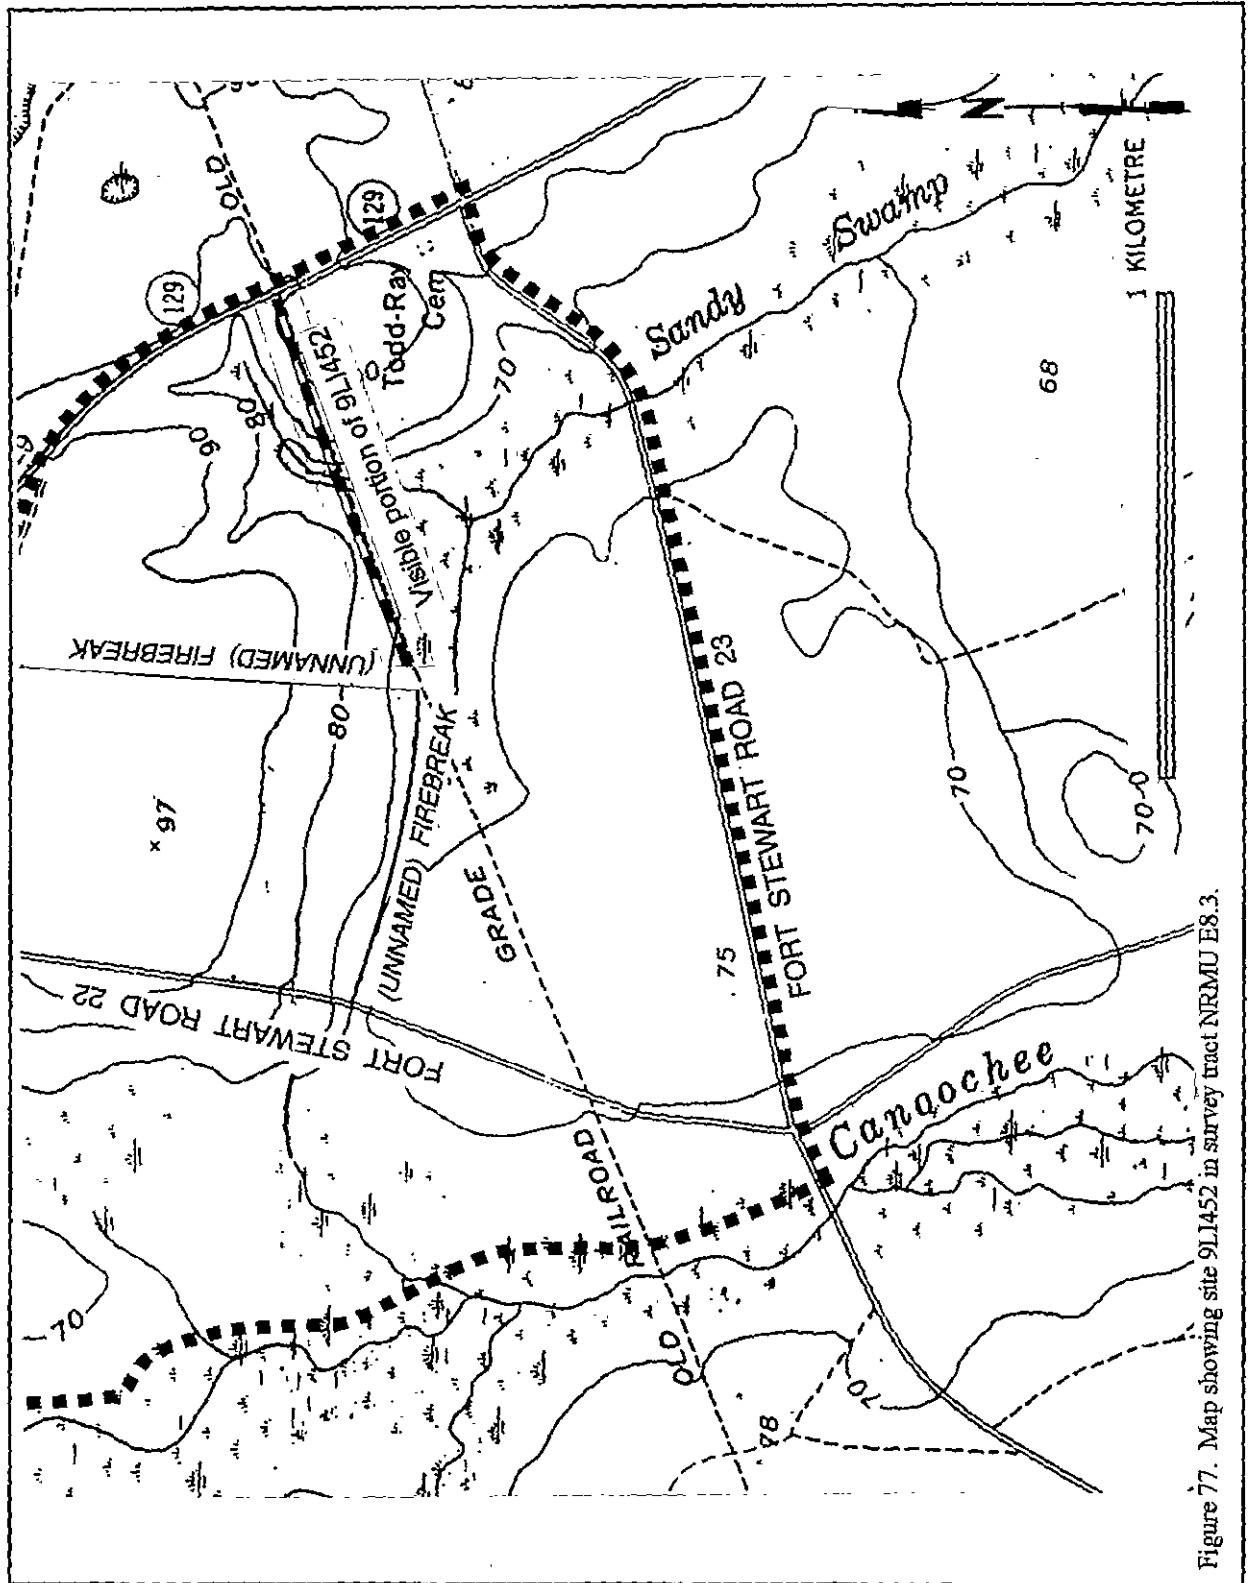 129
129
OLD
Todd-Ray
Cem
Visible portion of 9LI452
90
80
70
(UNNAMED) FIREBREAK
80
x 97
(UNNAMED) FIREBREAK
GRADE
FORT STEWART ROAD 22
RAILROAD
OLD
70
78
70
Sandy
Swamp
FORT STEWART ROAD 23
75
68
70
70
Canoochee
N
1 KILOMETRE
0
Figure 77. Map showing site 9LI452 in survey tract NRMU E8.3.